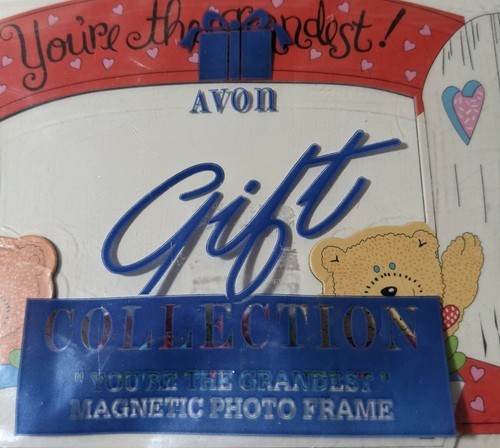 You're the Grandest!
AVON
Gift
COLLECTION
"YOU'RE THE GRANDEST"
MAGNETIC PHOTO FRAME